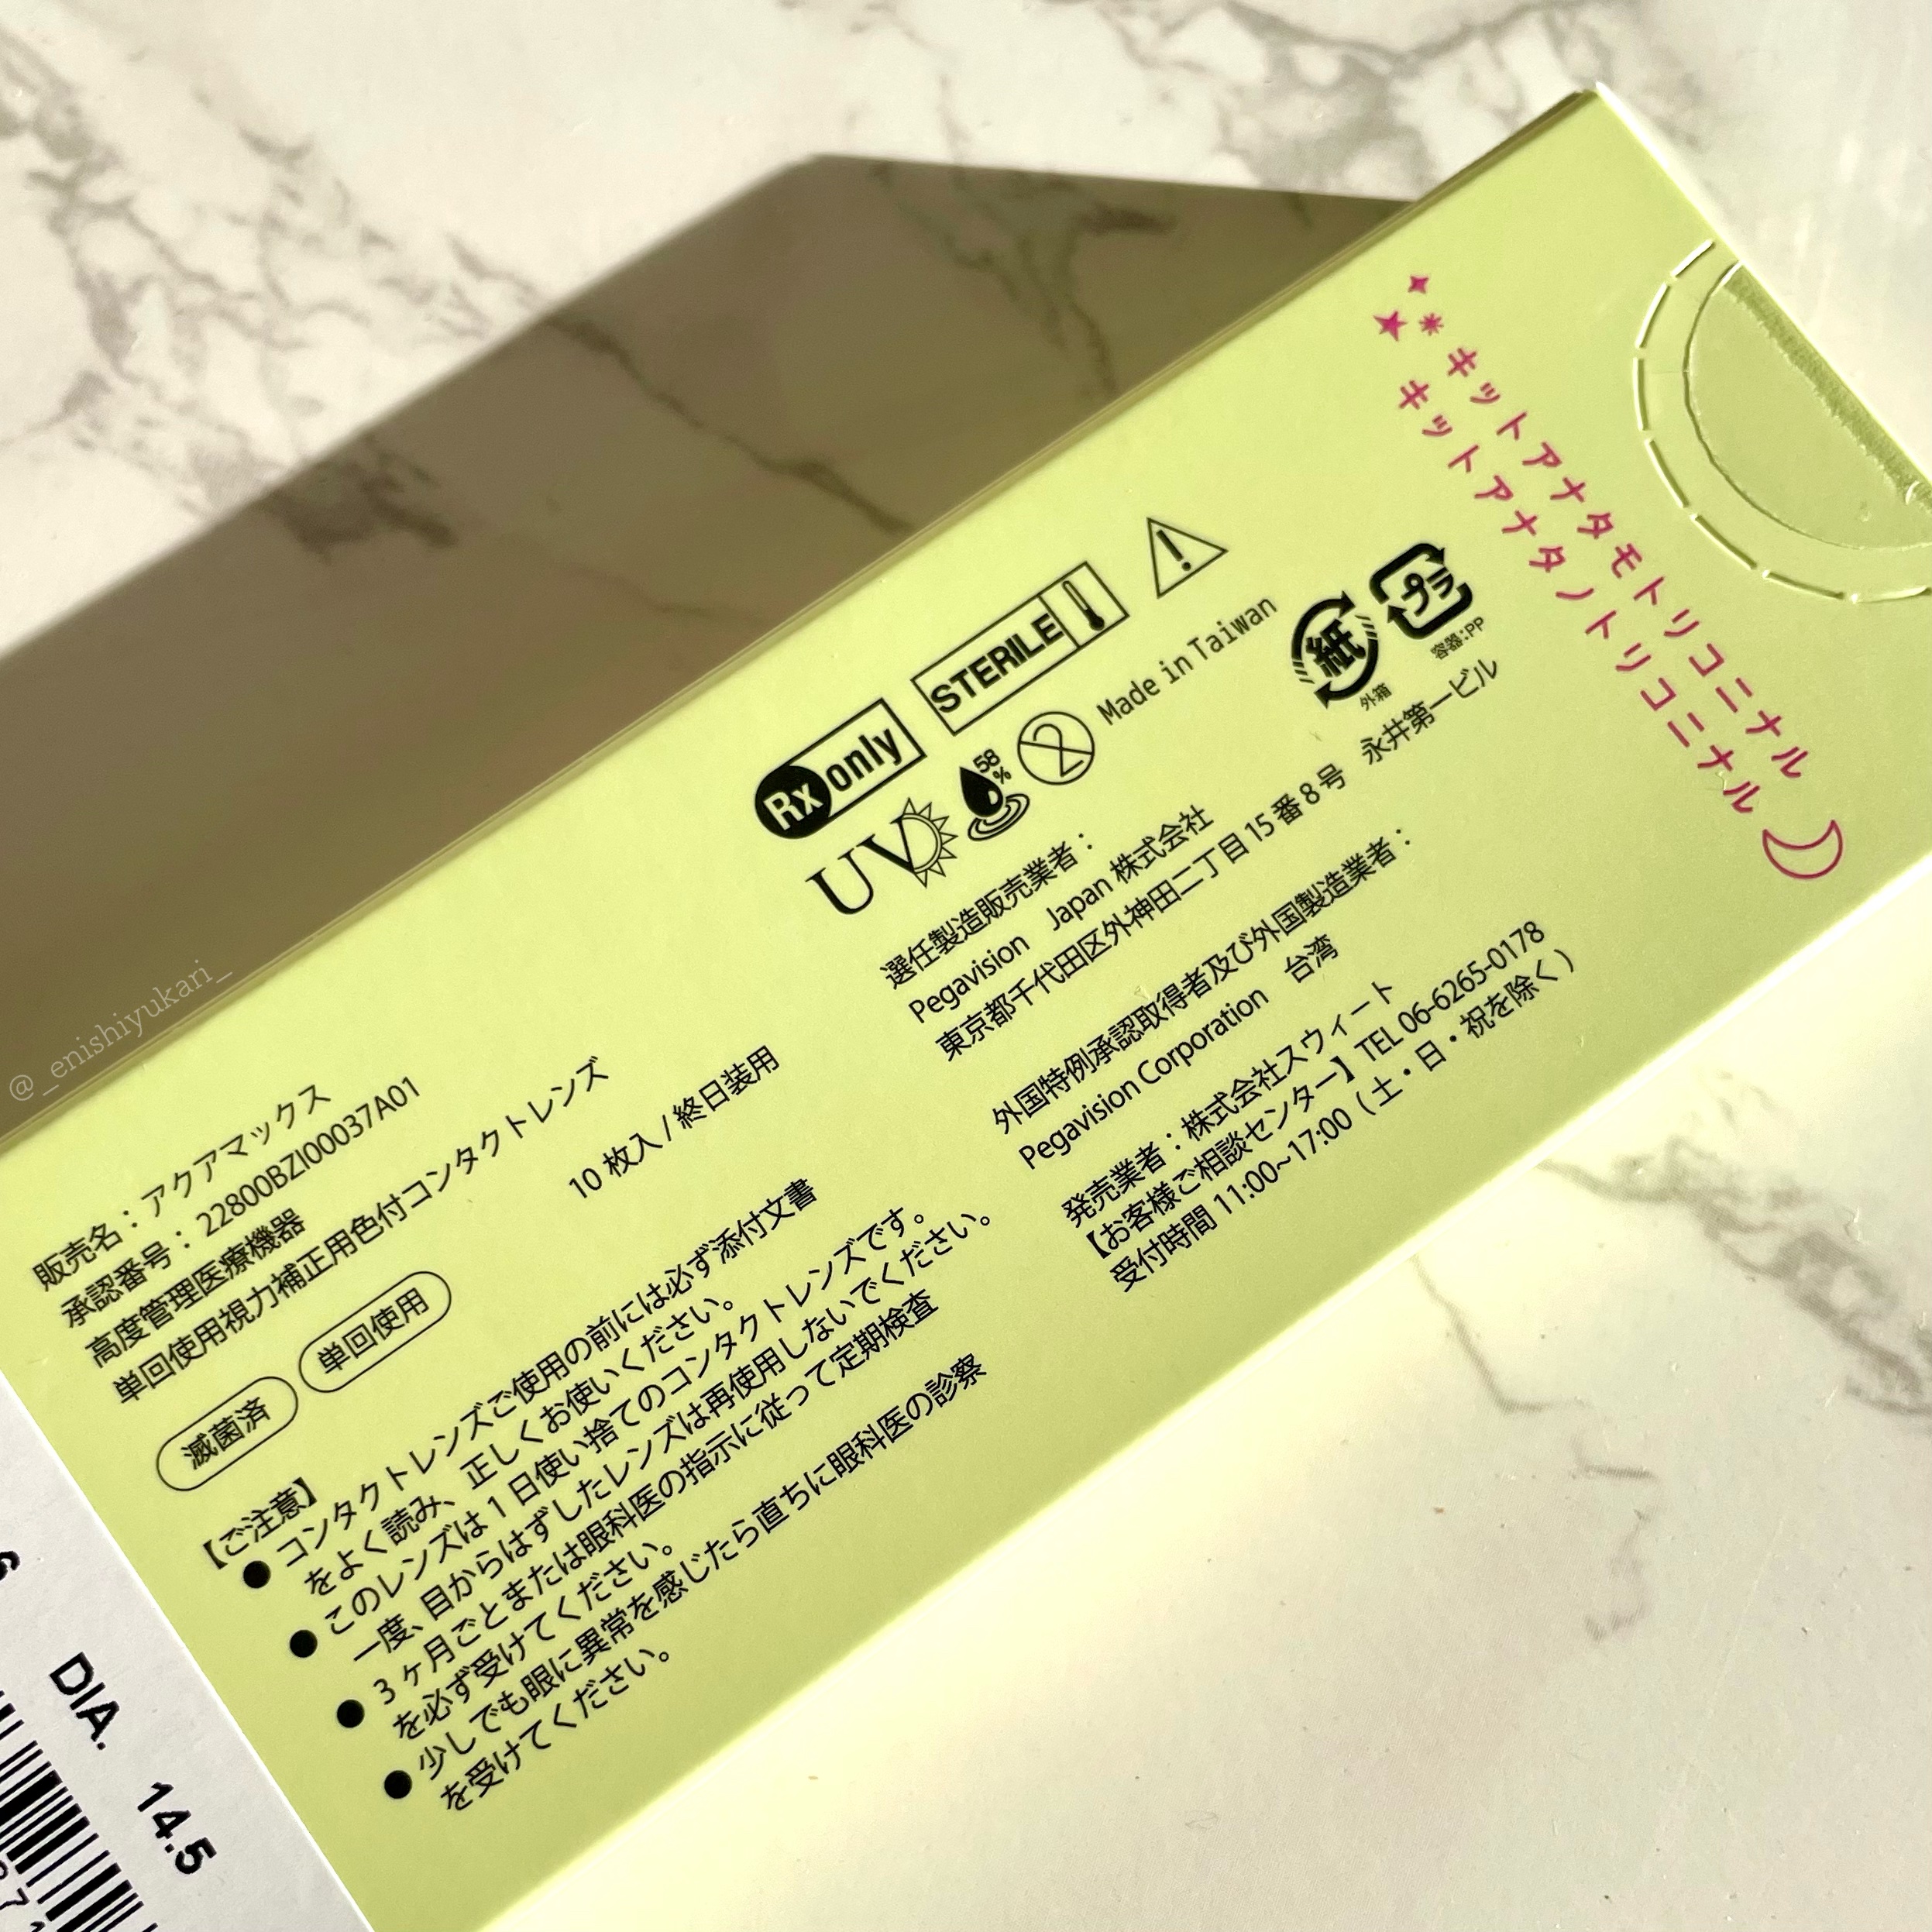 キットアナタモトリコニナル
キットアナタノトリコニナル
Rx only
STERILE
UV
58
%
2
Made in Taiwan
紙
外箱
プラ
容器:PP
選任製造販売業者：
Pegavision Japan 株式会社
東京都千代田区外神田二丁目15番8号 永井第一ビル
外国特例承認取得者及び外国製造業者：
Pegavision Corporation 台湾
発売業者：株式会社スウィート
【お客様ご相談センター】TEL 06-6265-0178
受付時間 11:00~17:00（土・日・祝を除く）
販売名：アクアマックス
承認番号：22800BZI00037A01
高度管理医療機器
単回使用視力補正用色付コンタクトレンズ
滅菌済
単回使用
10 枚入 / 終日装用
【ご注意】
● コンタクトレンズご使用の前には必ず添付文書
をよく読み、正しくお使いください。
● このレンズは1日使い捨てのコンタクトレンズです。
一度、目からはずしたレンズは再使用しないでください。
● 3ヶ月ごとまたは眼科医の指示に従って定期検査
を必ず受けてください。
● 少しでも眼に異常を感じたら直ちに眼科医の診察
を受けてください。
DIA. 14.5
@_enishiyukari_